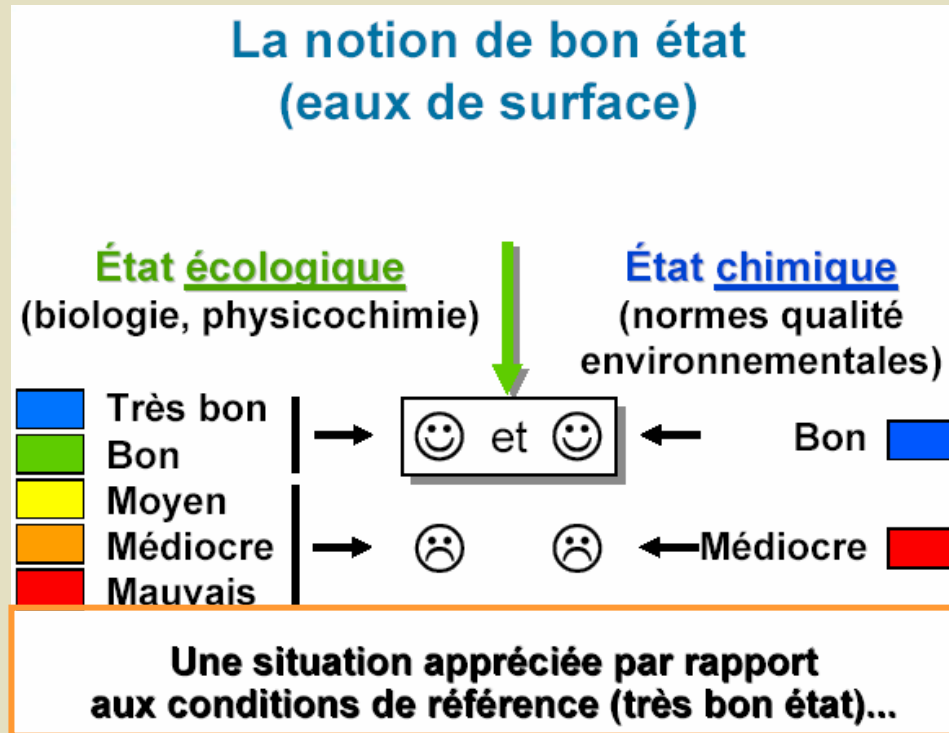 La notion de bon état
(eaux de surface)
État écologique
(biologie, physicochimie)
État chimique
(normes qualité
environnementales)
Très bon
Bon
Moyen
Médiocre
Mauvais
et
Bon
Médiocre
Une situation appréciée par rapport
aux conditions de référence (très bon état)...